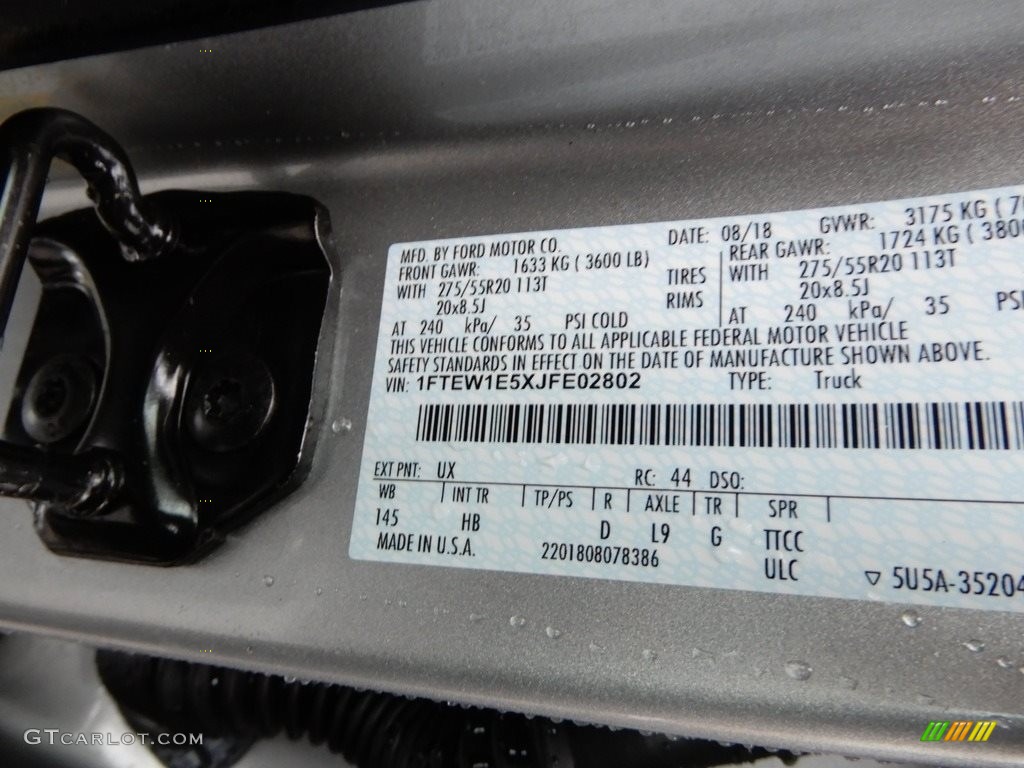 MFD. BY FORD MOTOR CO. DATE: 08/18 GVWR: 3175 KG (
FRONT GAWR: 1633 KG ( 3600 LB) REAR GAWR: 1724 KG ( 3800
WITH 275/55R20 113T TIRES WITH 275/55R20 113T
20x8.5J RIMS 20x8.5J
AT 240 kPa/ 35 PSI COLD AT 240 kPa/ 35 PSI
THIS VEHICLE CONFORMS TO ALL APPLICABLE FEDERAL MOTOR VEHICLE
SAFETY STANDARDS IN EFFECT ON THE DATE OF MANUFACTURE SHOWN ABOVE.
VIN: 1FTEW1E5XJFE02802 TYPE: Truck
EXT PNT: UX RC: 44 DSO:
WB INT TR TP/PS R AXLE TR SPR
145 HB D L9 G TTCC
MADE IN U.S.A. 2201808078386 ULC
▽ 5U5A-35204
GTCARLOT.COM